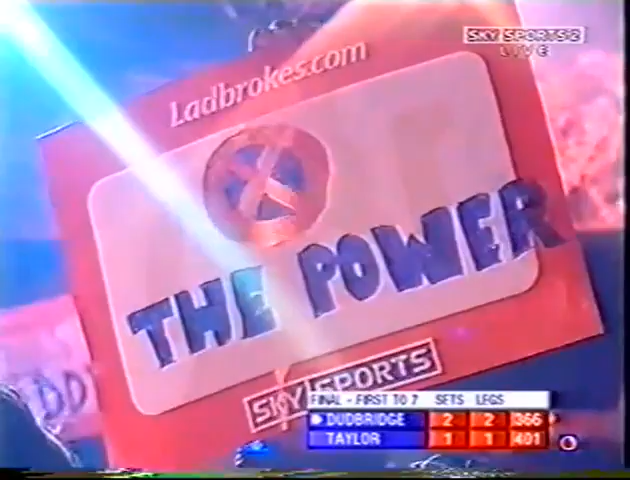 SKY SPORTS 2
LIVE
Ladbrokes.com
THE POWER
SKY SPORTS
FINAL - FIRST TO 7 SETS LEGS
DUDBRIDGE 2 2 366
TAYLOR 1 1 401